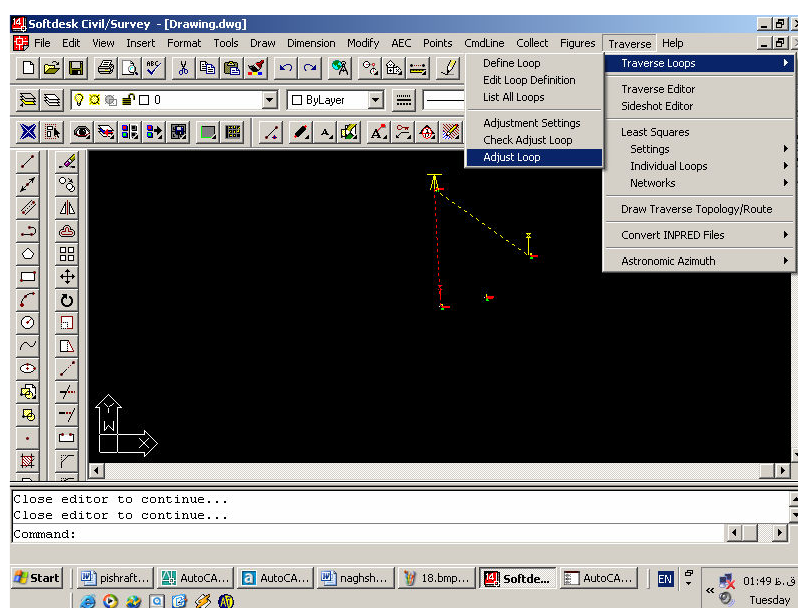 Softdesk Civil/Survey - [Drawing.dwg]
File Edit View Insert Format Tools Draw Dimension Modify AEC Points CmdLine Collect Figures Traverse Help
Define Loop
Edit Loop Definition
List All Loops
Adjustment Settings
Check Adjust Loop
Adjust Loop
Traverse Loops
Traverse Editor
Sideshot Editor
Least Squares
Settings
Individual Loops
Networks
Draw Traverse Topology/Route
Convert INPRED Files
Astronomic Azimuth
0
ByLayer
Y
W
X
Close editor to continue...
Close editor to continue...
Command:
Start
pishraft...
AutoCA...
AutoCA...
naghsh...
18.bmp...
Softde...
AutoCA...
EN
01:49 ق.ظ
Tuesday